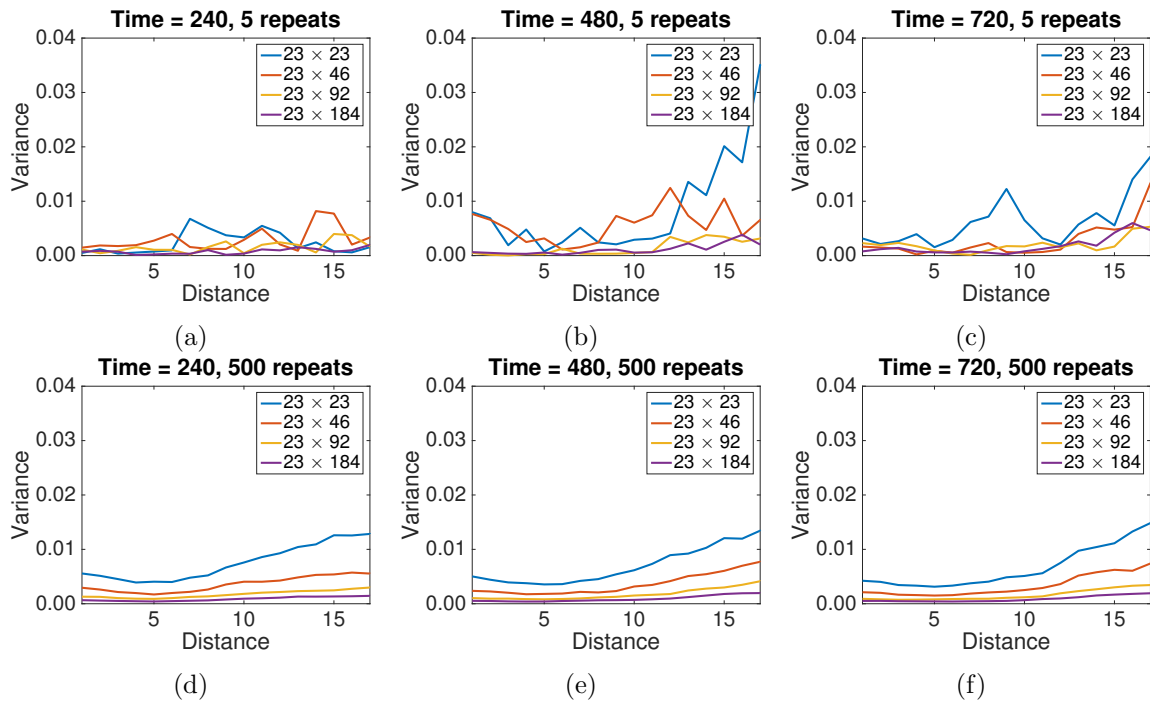 Time = 240, 5 repeats
0.04
0.03
0.02
0.01
0.00
Variance
5
10
15
Distance
23 × 23
23 × 46
23 × 92
23 × 184
(a)
Time = 480, 5 repeats
0.04
0.03
0.02
0.01
0.00
Variance
5
10
15
Distance
23 × 23
23 × 46
23 × 92
23 × 184
(b)
Time = 720, 5 repeats
0.04
0.03
0.02
0.01
0.00
Variance
5
10
15
Distance
23 × 23
23 × 46
23 × 92
23 × 184
(c)
Time = 240, 500 repeats
0.04
0.03
0.02
0.01
0.00
Variance
5
10
15
Distance
23 × 23
23 × 46
23 × 92
23 × 184
(d)
Time = 480, 500 repeats
0.04
0.03
0.02
0.01
0.00
Variance
5
10
15
Distance
23 × 23
23 × 46
23 × 92
23 × 184
(e)
Time = 720, 500 repeats
0.04
0.03
0.02
0.01
0.00
Variance
5
10
15
Distance
23 × 23
23 × 46
23 × 92
23 × 184
(f)